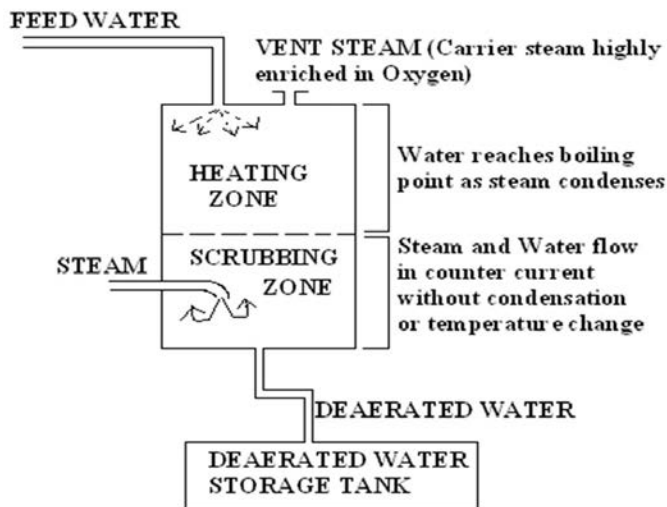 FEED WATER
VENT STEAM (Carrier steam highly
enriched in Oxygen)
HEATING
ZONE
Water reaches boiling
point as steam condenses
STEAM
SCRUBBING
ZONE
Steam and Water flow
in counter current
without condensation
or temperature change
DEAERATED WATER
DEAERATED WATER
STORAGE TANK